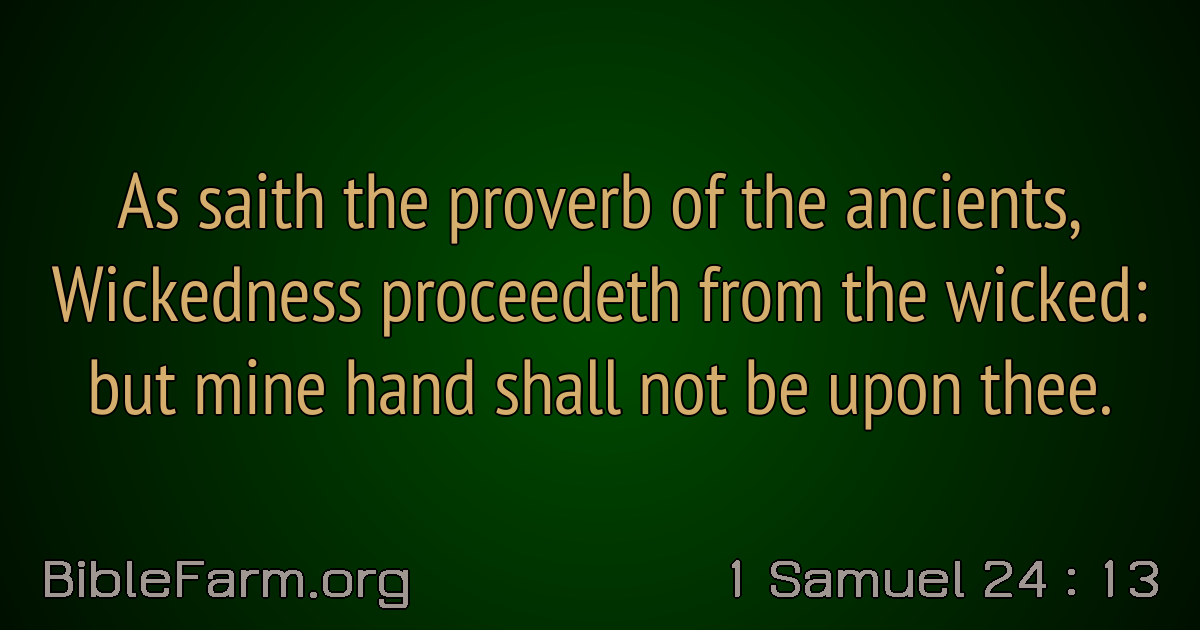 As saith the proverb of the ancients,
Wickedness proceedeth from the wicked:
but mine hand shall not be upon thee.
BibleFarm.org
1 Samuel 24 : 13